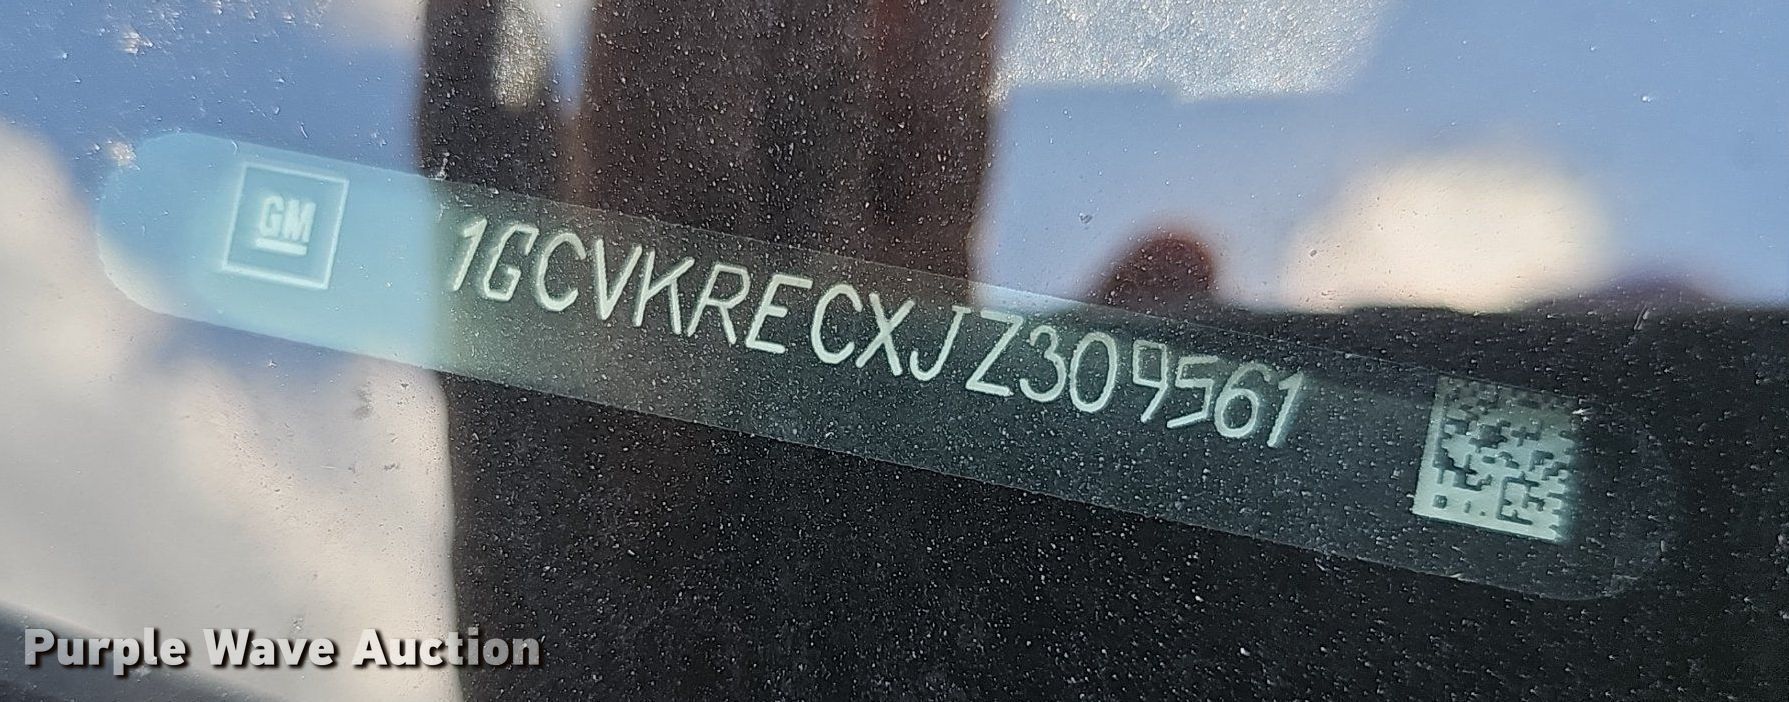 GM 1GCVKRECXJZ309561
Purple Wave Auction